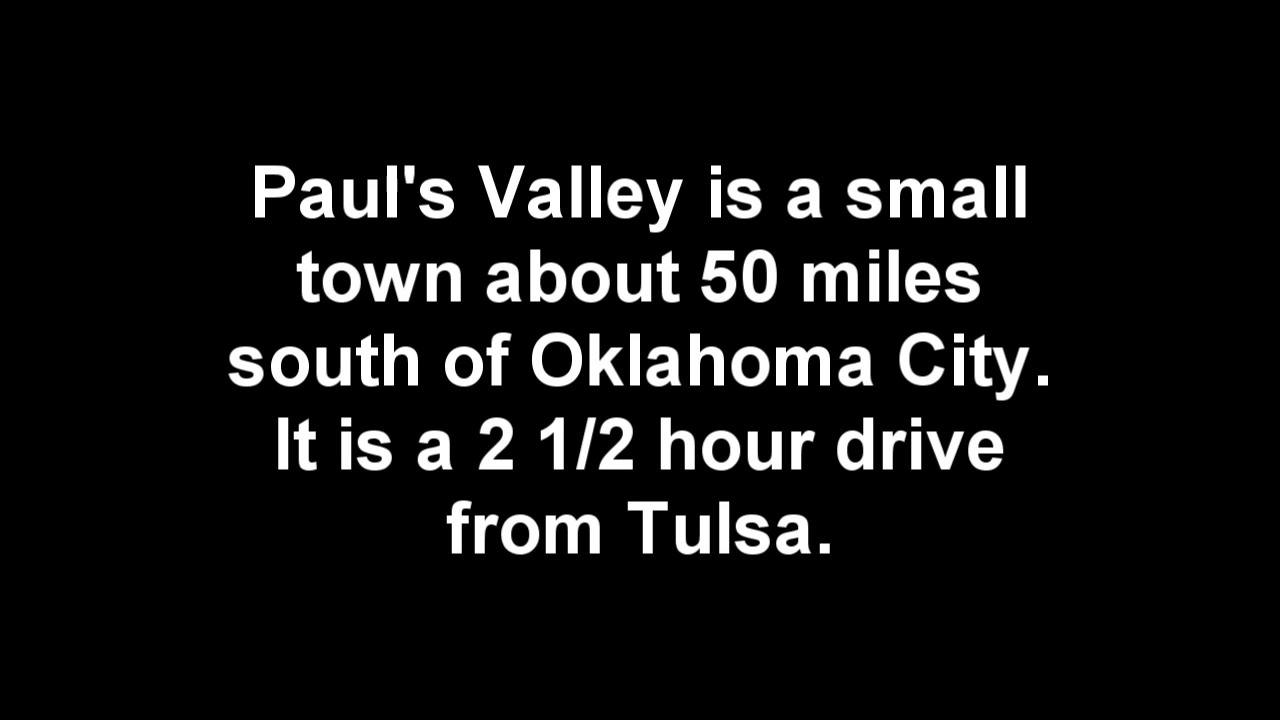 Paul's Valley is a small
town about 50 miles
south of Oklahoma City.
It is a 2 1/2 hour drive
from Tulsa.